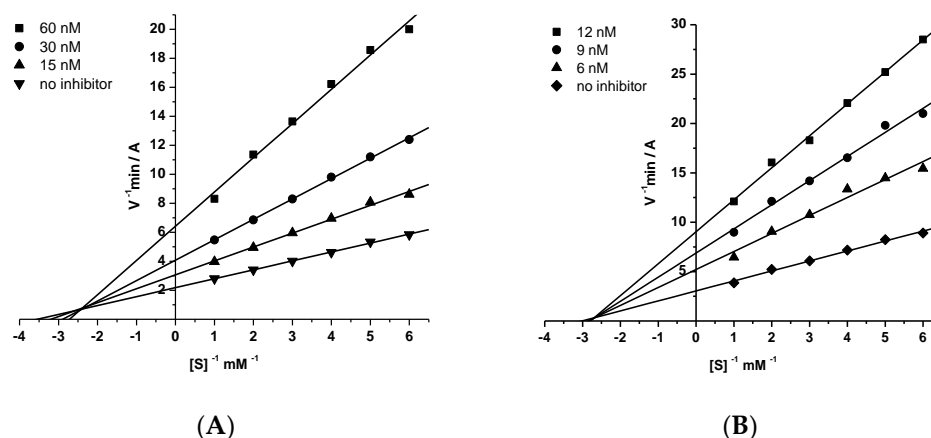 60 nM
30 nM
15 nM
no inhibitor
V⁻¹min / A
20
18
16
14
12
10
8
6
4
2
-4 -3 -2 -1 0 1 2 3 4 5 6
[S] ⁻¹ mM ⁻¹
(A)
12 nM
9 nM
6 nM
no inhibitor
V⁻¹min / A
30
25
20
15
10
5
-4 -3 -2 -1 0 1 2 3 4 5 6
[S] ⁻¹ mM ⁻¹
(B)